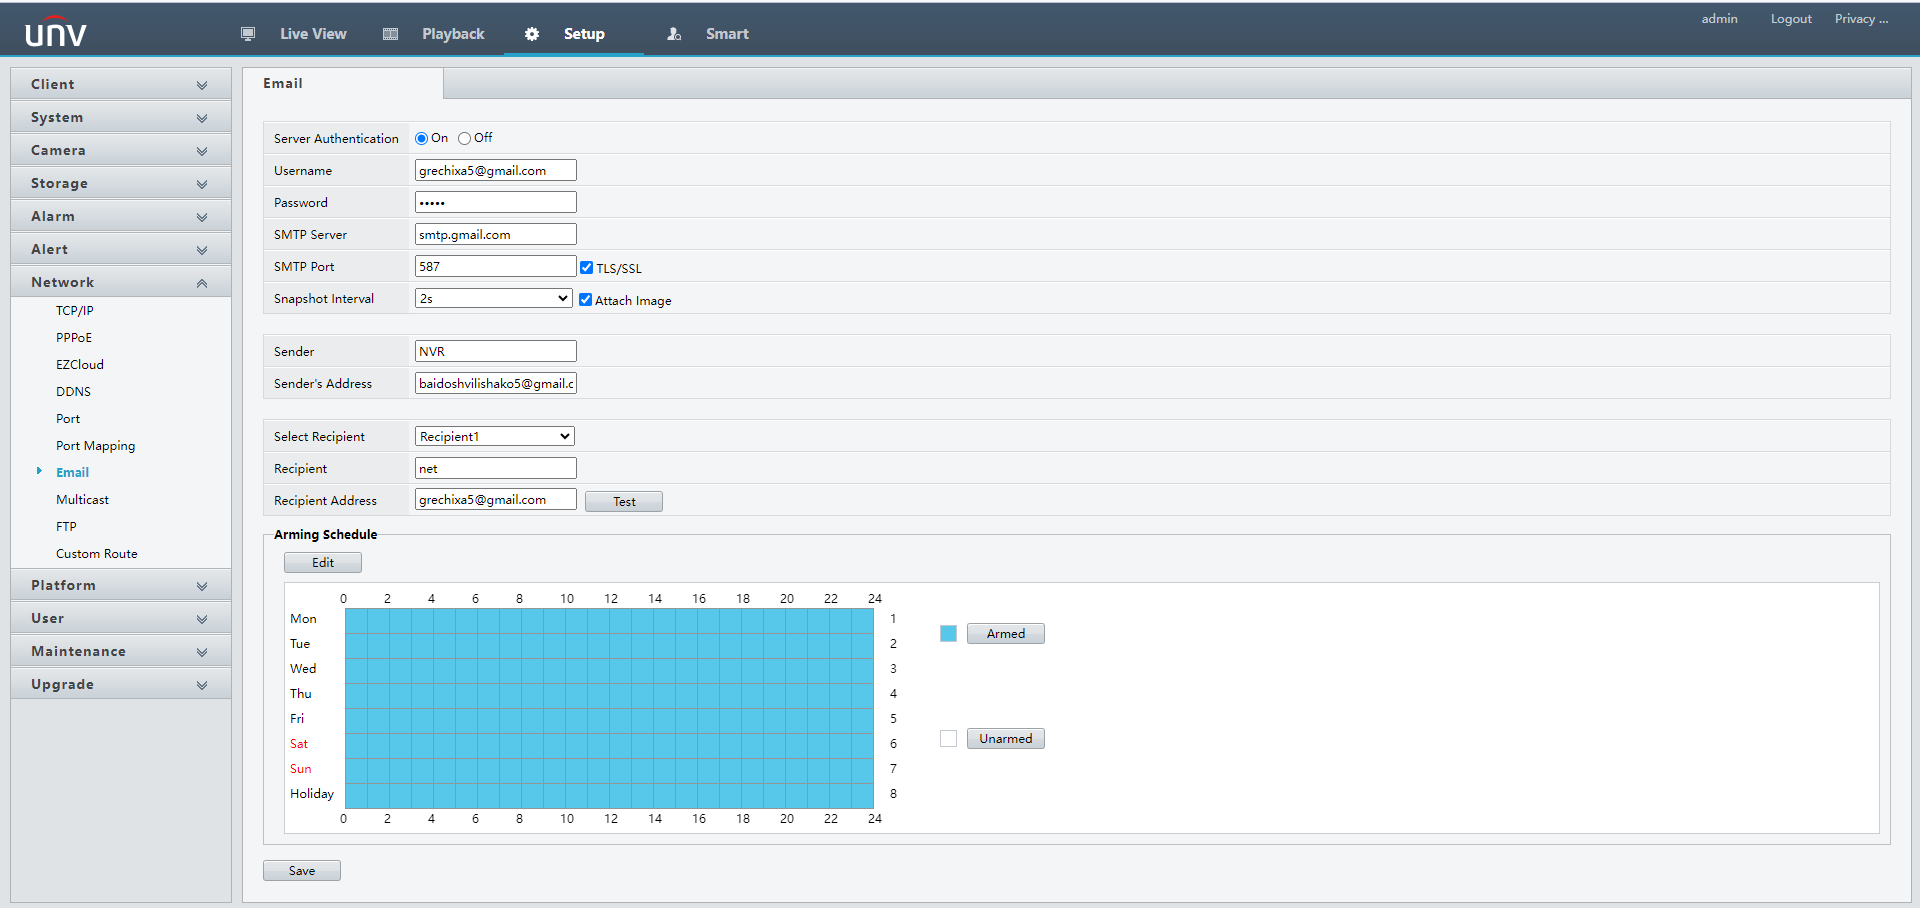 unv
Live View
Playback
Setup
Smart
admin
Logout
Privacy ...
Client
System
Camera
Storage
Alarm
Alert
Network
TCP/IP
PPPoE
EZCloud
DDNS
Port
Port Mapping
Email
Multicast
FTP
Custom Route
Platform
User
Maintenance
Upgrade
Email
Server Authentication On Off
Username grechixa5@gmail.com
Password •••••
SMTP Server smtp.gmail.com
SMTP Port 587 TLS/SSL
Snapshot Interval 2s Attach Image
Sender NVR
Sender's Address baidoshvilishako5@gmail.c
Select Recipient Recipient1
Recipient net
Recipient Address grechixa5@gmail.com Test
Arming Schedule
Edit
0 2 4 6 8 10 12 14 16 18 20 22 24
Mon 1
Tue 2
Wed 3
Thu 4
Fri 5
Sat 6
Sun 7
Holiday 8
0 2 4 6 8 10 12 14 16 18 20 22 24
Armed
Unarmed
Save